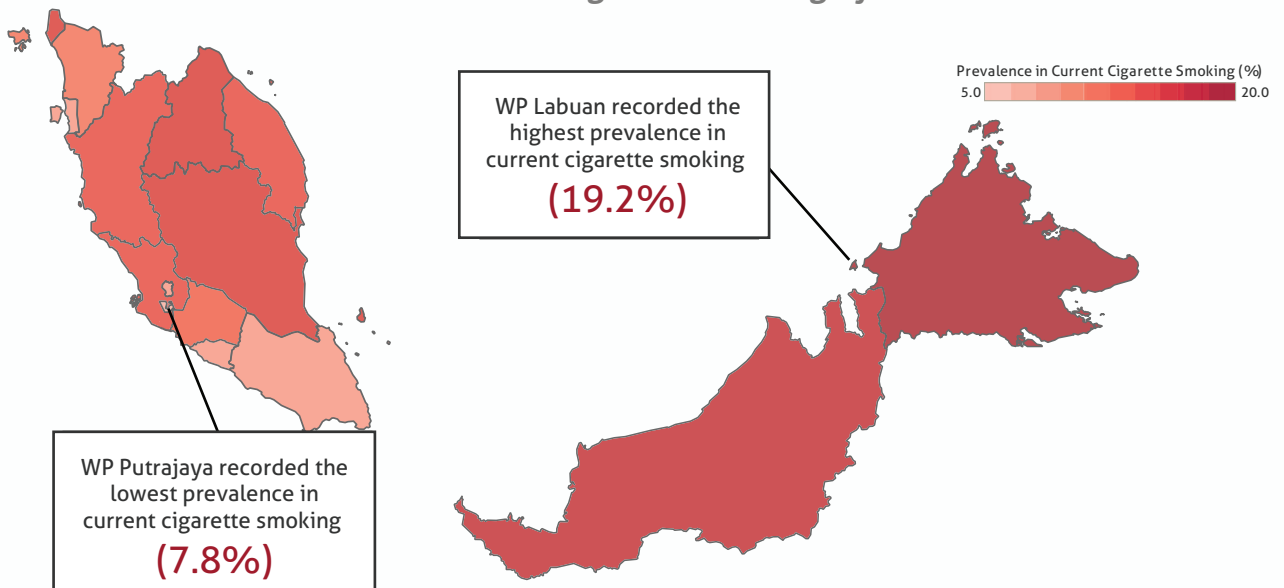 Prevalence in Current Cigarette Smoking (%)
5.0
20.0
WP Labuan recorded the
highest prevalence in
current cigarette smoking
(19.2%)
WP Putrajaya recorded the
lowest prevalence in
current cigarette smoking
(7.8%)